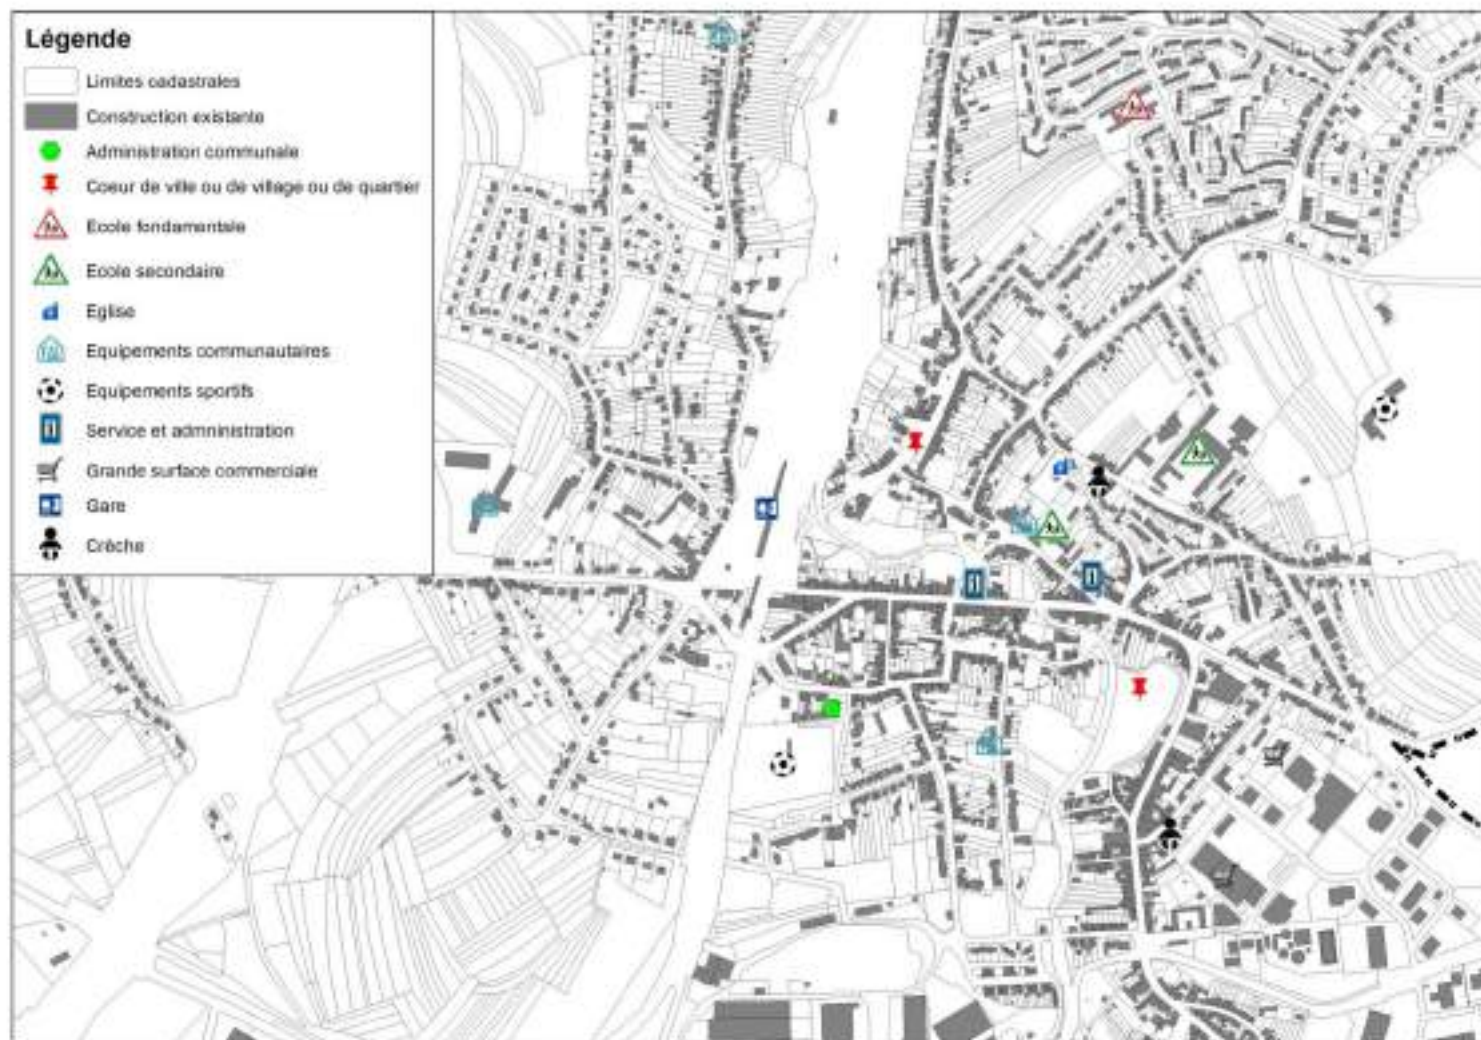 Légende
Limites cadastrales
Construction existante
Administration communale
Coeur de ville ou de village ou de quartier
Ecole fondamentale
Ecole secondaire
Eglise
Equipements communautaires
Equipements sportifs
Service et admninistration
Grande surface commerciale
Gare
Crèche